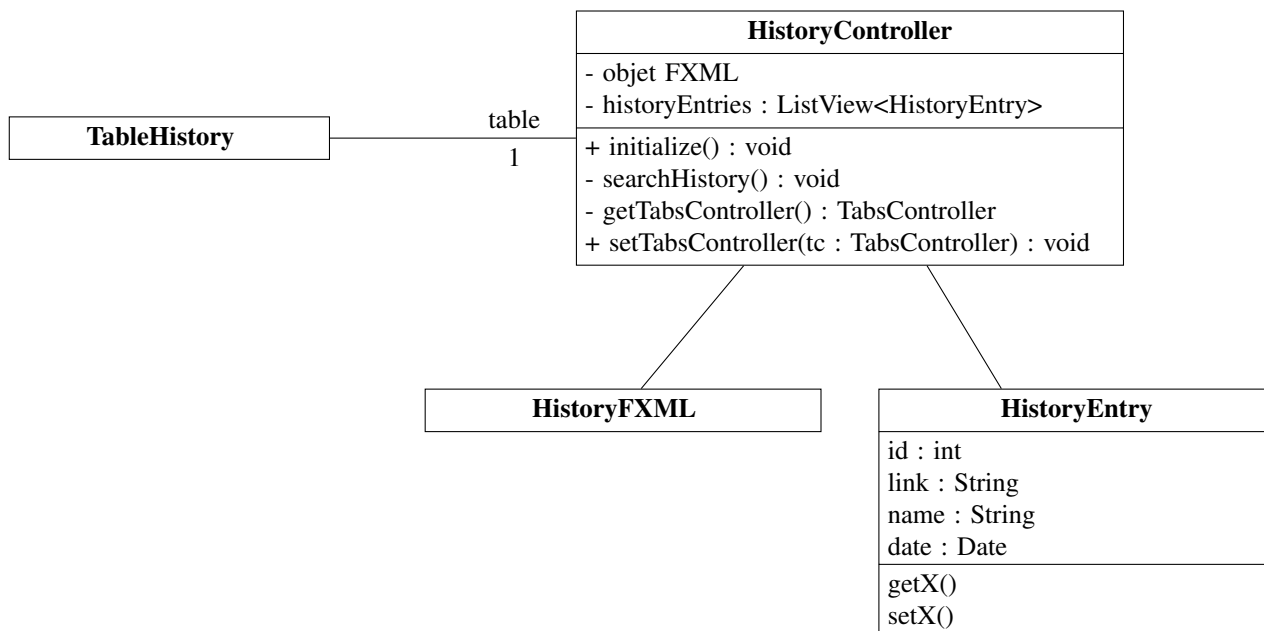 HistoryController
- objet FXML
- historyEntries : ListView<HistoryEntry>
TableHistory
table
1
+ initialize() : void
- searchHistory() : void
- getTabsController() : TabsController
+ setTabsController(tc : TabsController) : void
HistoryFXML
HistoryEntry
id : int
link : String
name : String
date : Date
getX()
setX()